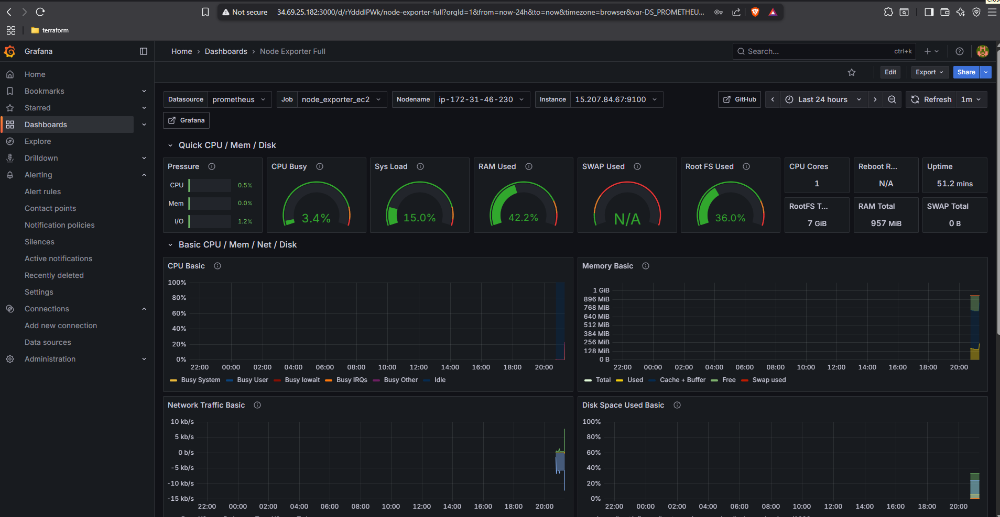 Close
Not secure 34.69.25.182:3000/d/rYdddlPWk/node-exporter-full?orgId=1&from=now-24h&to=now&timezone=browser&var-DS_PROMETHEU...
terraform
Grafana
Home › Dashboards › Node Exporter Full
Search... ctrl+k
Edit Export Share
Home
Bookmarks
Starred
Dashboards
Explore
Drilldown
Alerting
Alert rules
Contact points
Notification policies
Silences
Active notifications
Recently deleted
Settings
Connections
Add new connection
Data sources
Administration
Datasource prometheus Job node_exporter_ec2 Nodename ip-172-31-46-230 Instance 15.207.84.67:9100 GitHub Last 24 hours Refresh 1m
Grafana
Quick CPU / Mem / Disk
Pressure
CPU 0.5%
Mem 0.0%
I/O 1.2%
CPU Busy
3.4%
Sys Load
15.0%
RAM Used
42.2%
SWAP Used
N/A
Root FS Used
36.0%
CPU Cores
1
Reboot R...
N/A
Uptime
51.2 mins
RootFS T...
7 GiB
RAM Total
957 MiB
SWAP Total
0 B
Basic CPU / Mem / Net / Disk
CPU Basic
100%
80%
60%
40%
20%
0%
22:00 00:00 02:00 04:00 06:00 08:00 10:00 12:00 14:00 16:00 18:00 20:00
Busy System Busy User Busy Iowait Busy IRQs Busy Other Idle
Memory Basic
1 GiB
896 MiB
768 MiB
640 MiB
512 MiB
384 MiB
256 MiB
128 MiB
0 B
22:00 00:00 02:00 04:00 06:00 08:00 10:00 12:00 14:00 16:00 18:00 20:00
Total Used Cache + Buffer Free Swap used
Network Traffic Basic
10 kb/s
5 kb/s
0 b/s
-5 kb/s
-10 kb/s
-15 kb/s
22:00 00:00 02:00 04:00 06:00 08:00 10:00 12:00 14:00 16:00 18:00 20:00
Disk Space Used Basic
100%
80%
60%
40%
20%
0%
22:00 00:00 02:00 04:00 06:00 08:00 10:00 12:00 14:00 16:00 18:00 20:00